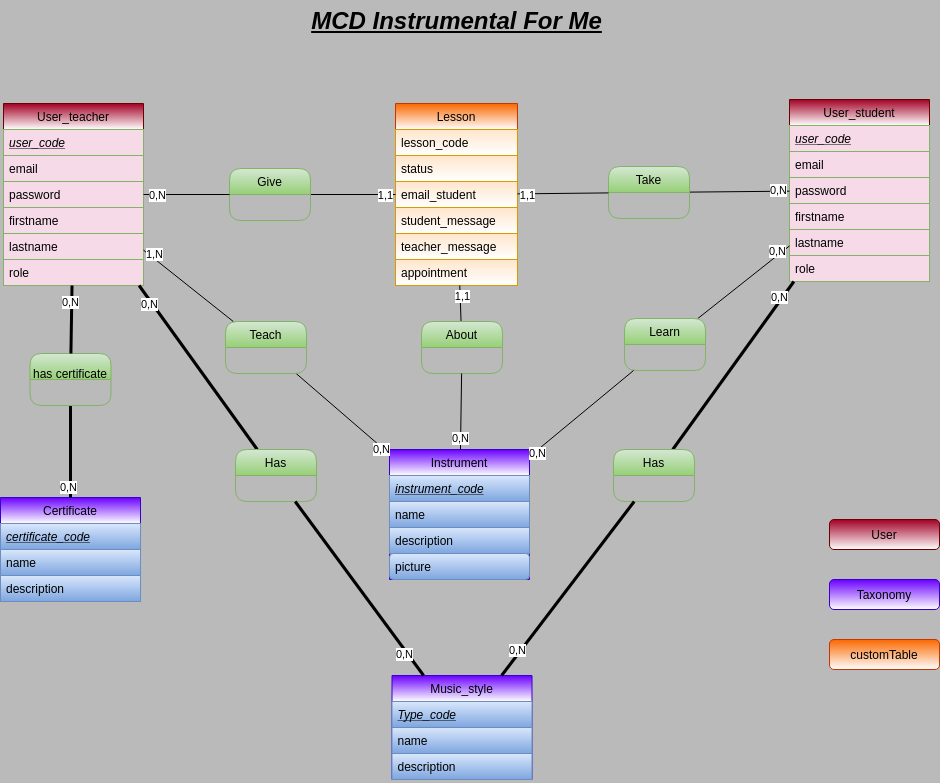 MCD Instrumental For Me
User_teacher
user_code
email
password
firstname
lastname
role
Give
0,N
1,1
Lesson
lesson_code
status
email_student
student_message
teacher_message
appointment
Take
1,1
0,N
User_student
user_code
email
password
firstname
lastname
role
0,N
0,N
1,N
has certificate
Teach
0,N
1,1
About
0,N
Learn
0,N
0,N
0,N
Has
Has
0,N
Certificate
certificate_code
name
description
Instrument
instrument_code
name
description
picture
User
Taxonomy
customTable
0,N
0,N
Music_style
Type_code
name
description